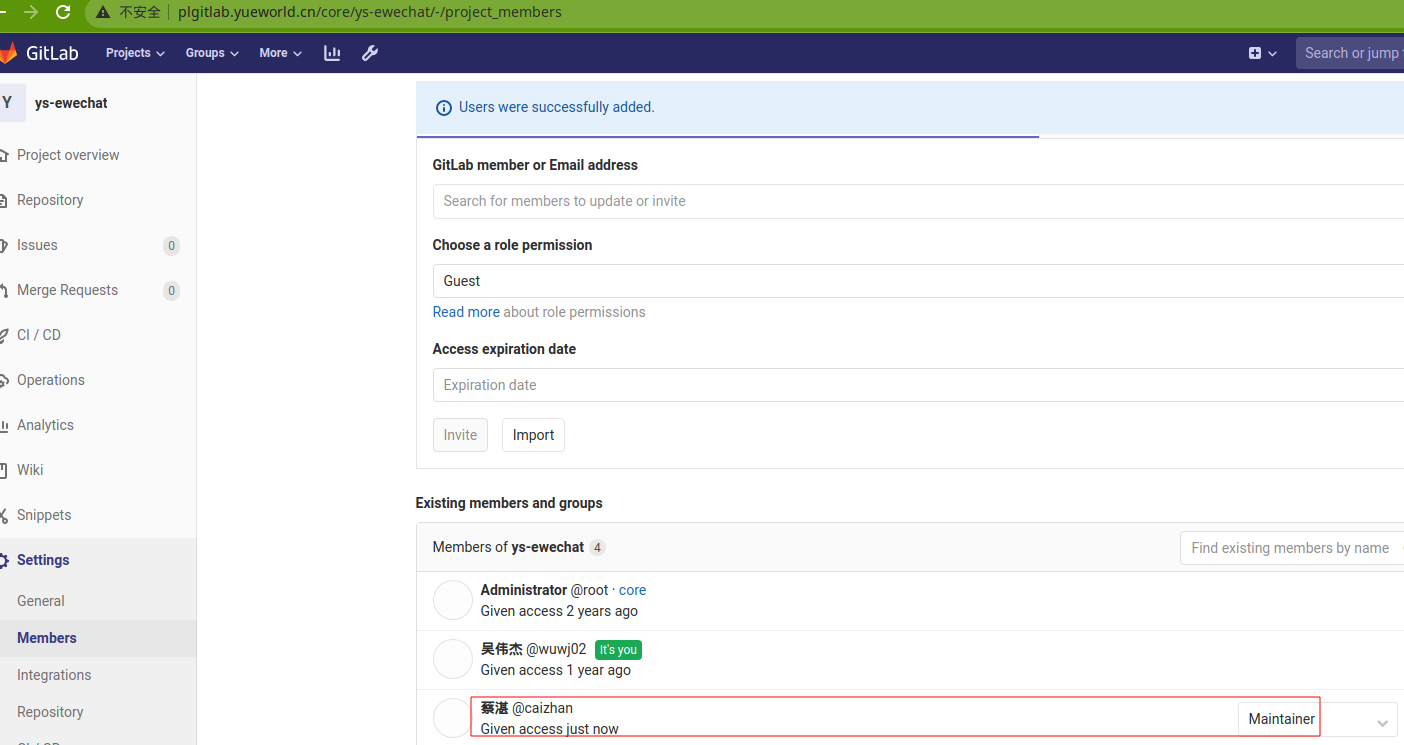 不安全 plgitlab.yueworld.cn/core/ys-ewechat/-/project_members
GitLab Projects Groups More Search or jump
Y ys-ewechat
Users were successfully added.
Project overview
GitLab member or Email address
Repository
Search for members to update or invite
Issues 0
Choose a role permission
Guest
Merge Requests 0
Read more about role permissions
CI / CD
Access expiration date
Operations
Expiration date
Analytics
Invite Import
Wiki
Snippets
Existing members and groups
Settings
Members of ys-ewechat 4 Find existing members by name
General
Administrator @root · core
Given access 2 years ago
Members
吴伟杰 @wuwj02 It's you
Given access 1 year ago
Integrations
Repository
蔡湛 @caizhan
Given access just now
Maintainer